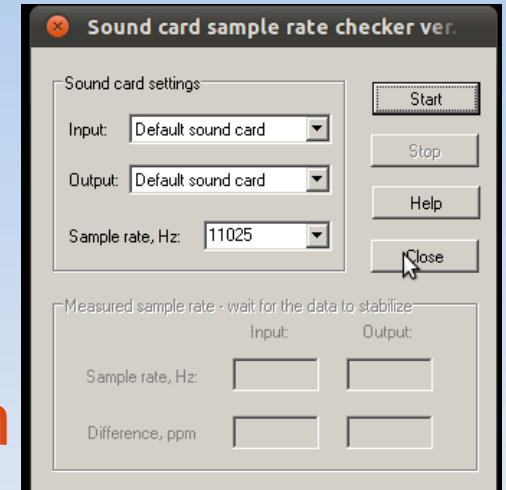 Sound card sample rate checker ver.
Sound card settings
Input: Default sound card
Output: Default sound card
Sample rate, Hz: 11025
Start
Stop
Help
Close
Measured sample rate - wait for the data to stabilize
Input: Output:
Sample rate, Hz:
Difference, ppm